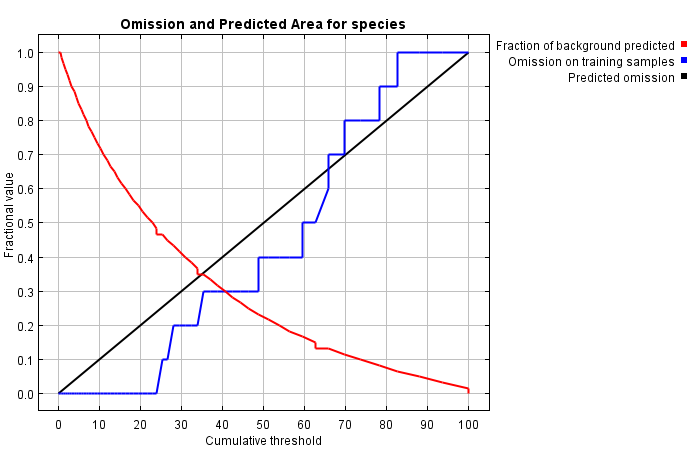 Omission and Predicted Area for species
Fraction of background predicted
Omission on training samples
Predicted omission
Fractional value
1.0
0.9
0.8
0.7
0.6
0.5
0.4
0.3
0.2
0.1
0.0
0 10 20 30 40 50 60 70 80 90 100
Cumulative threshold